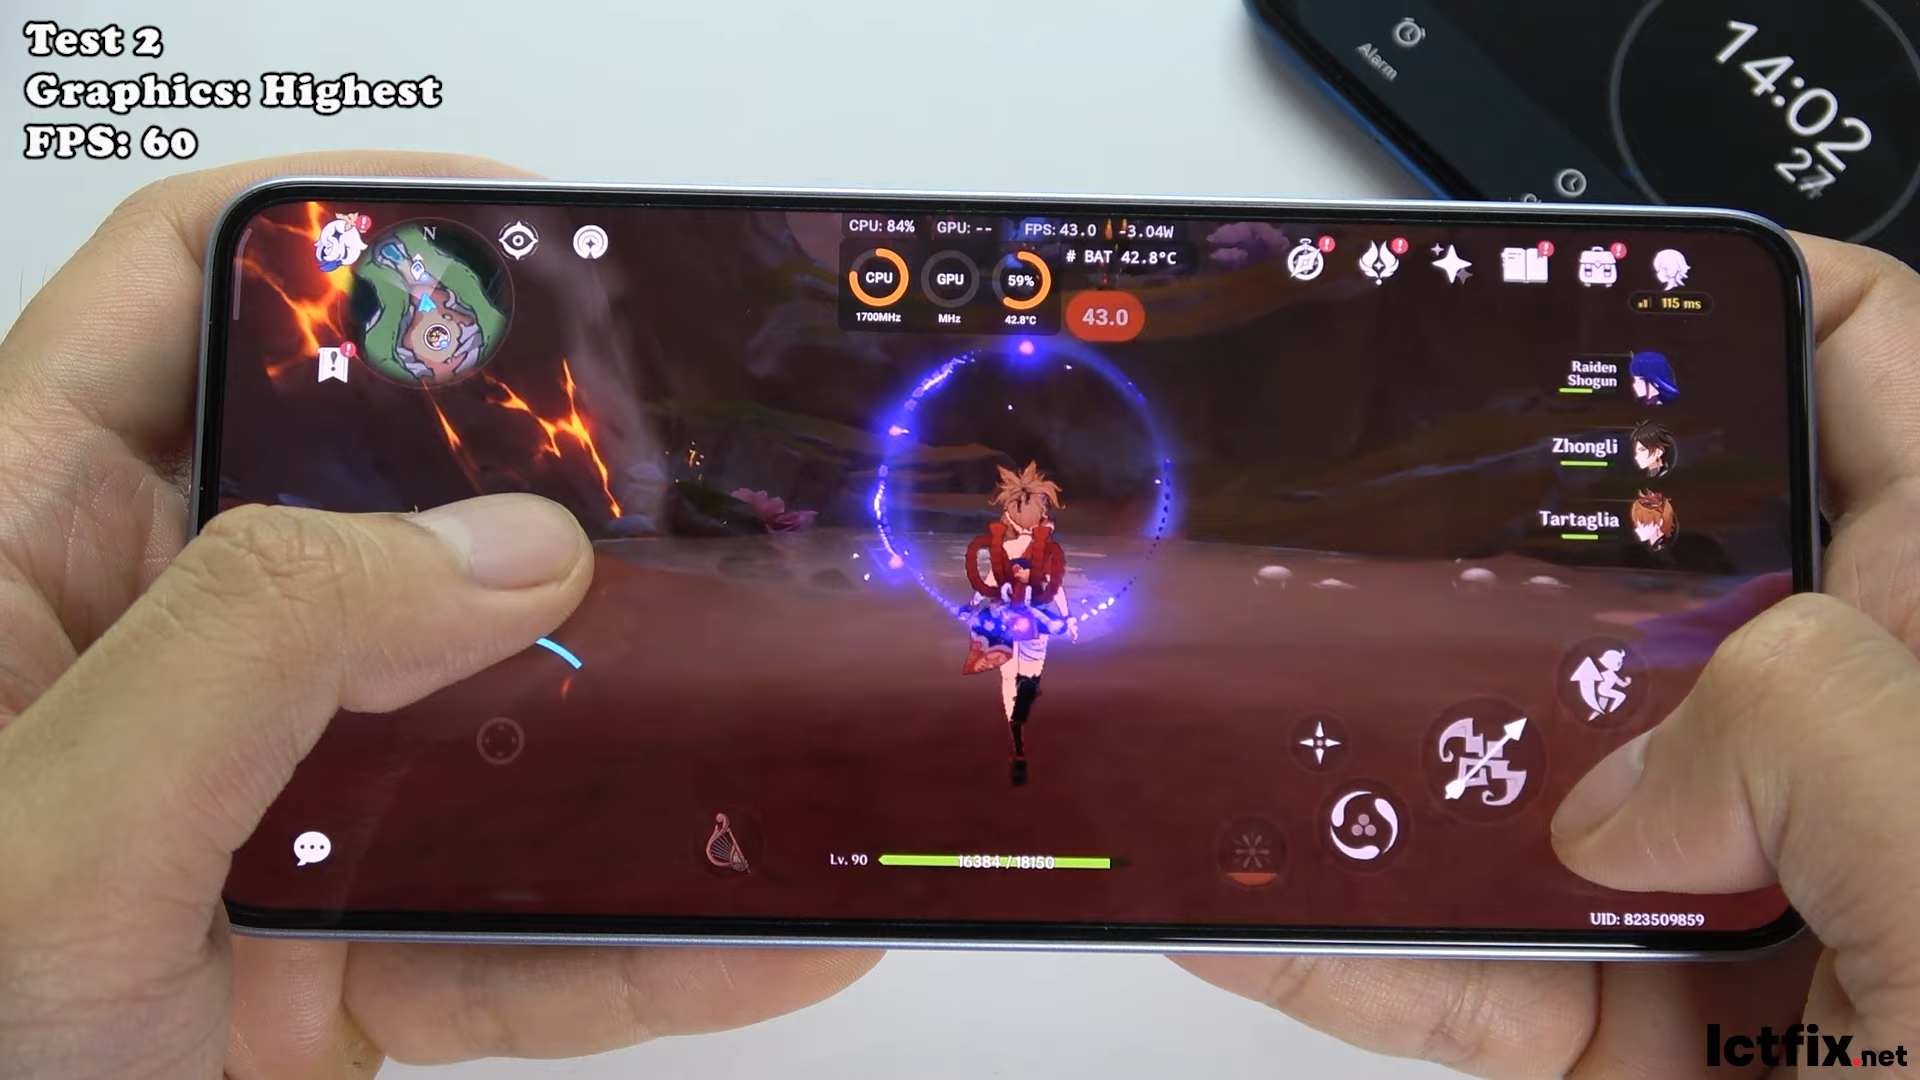 Test 2
Graphics: Highest
FPS: 60
Alarm
14:02
27
N
CPU: 84%
GPU: --
FPS: 43.0
-3.04W
# BAT 42.8°C
CPU
GPU
59%
1700MHz
MHz
42.8°C
43.0
115 ms
Raiden
Shogun
Zhongli
Tartaglia
Lv. 90
16384 / 18150
UID: 823509859
Ictfix.net